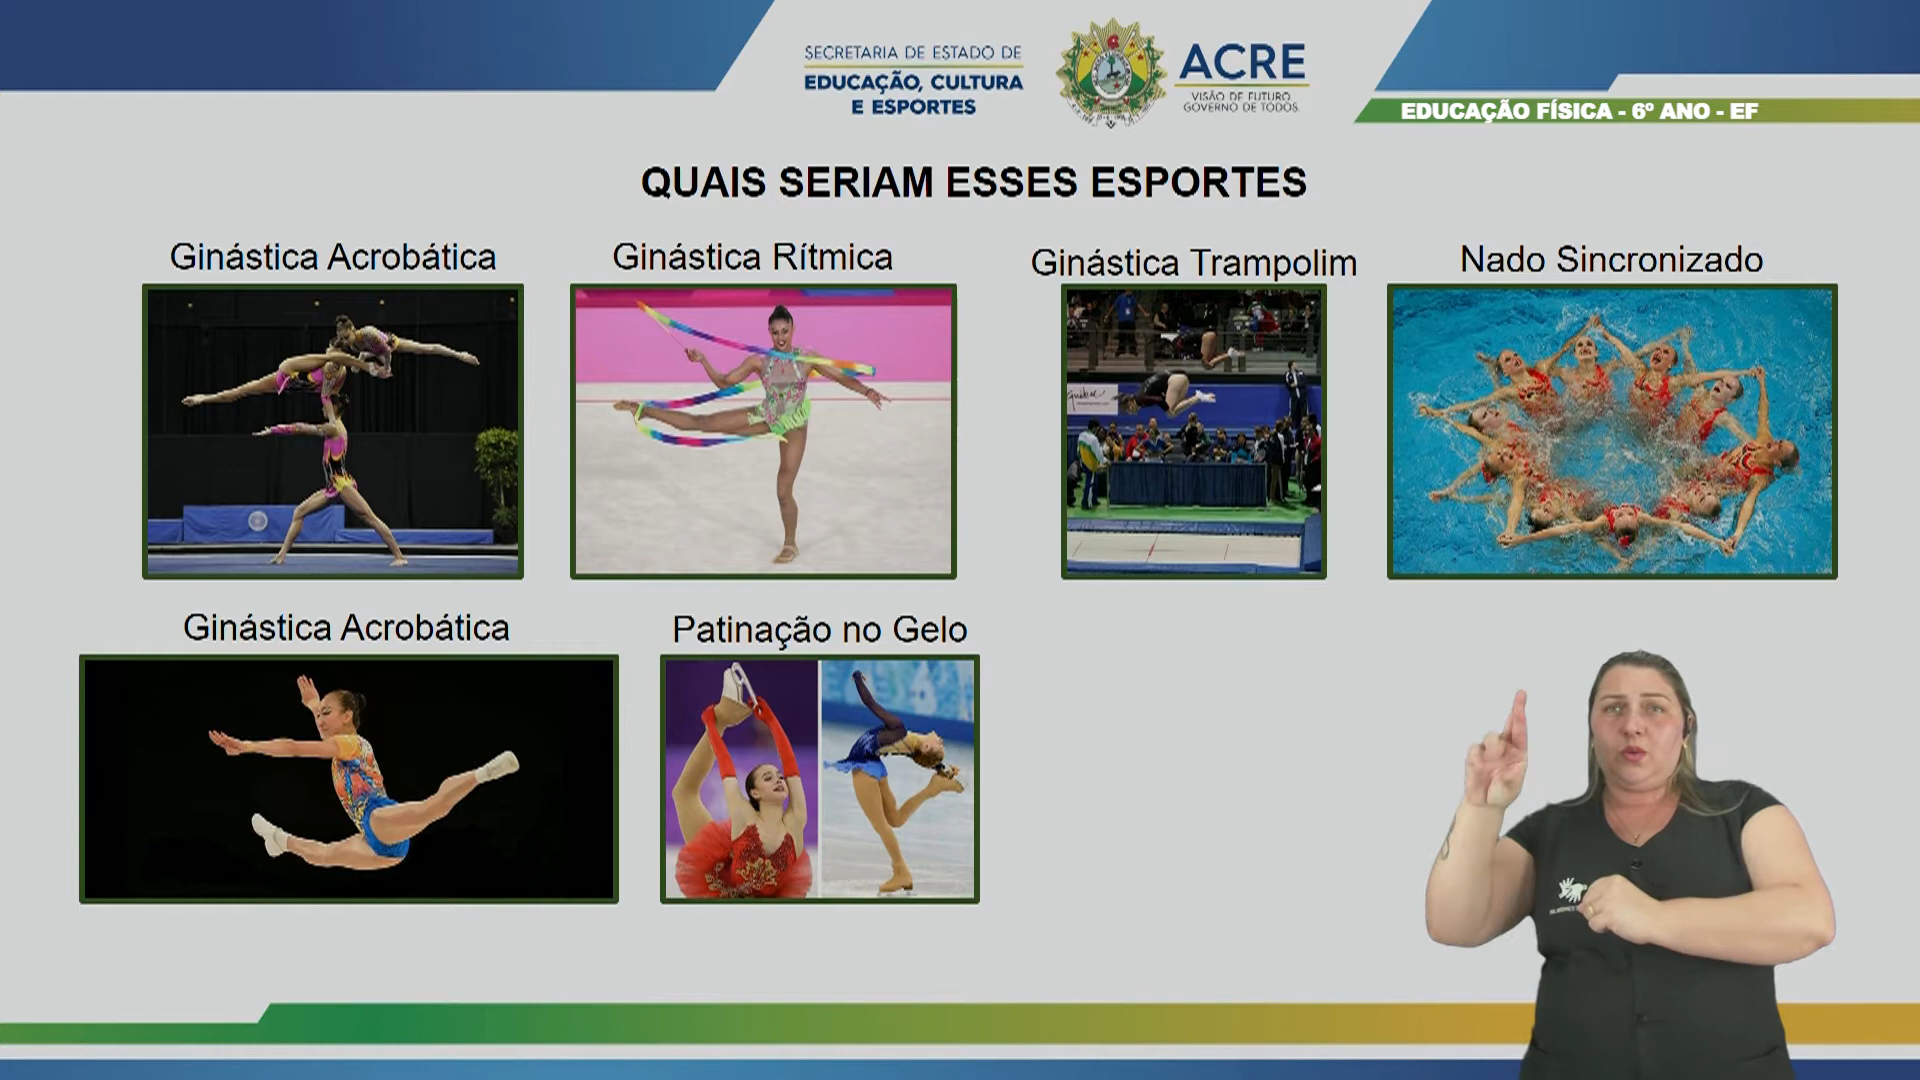 SECRETARIA DE ESTADO DE
EDUCAÇÃO, CULTURA
E ESPORTES
ACRE
VISÃO DE FUTURO
GOVERNO DE TODOS
EDUCAÇÃO FÍSICA - 6º ANO - EF
QUAIS SERIAM ESSES ESPORTES
Ginástica Acrobática
Ginástica Rítmica
Ginástica Trampolim
Nado Sincronizado
Ginástica Acrobática
Patinação no Gelo